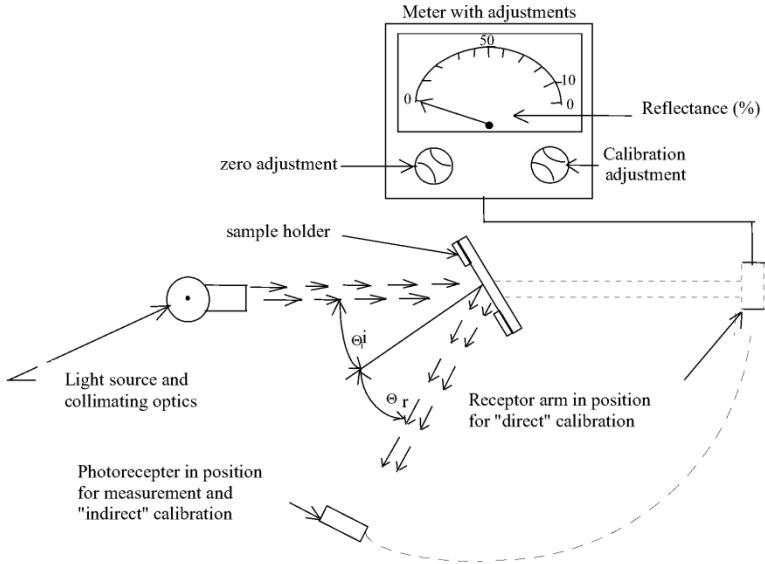 Meter with adjustments
50
10
0
0
Reflectance (%)
zero adjustment
Calibration
adjustment
sample holder
Θi
Θr
Light source and
collimating optics
Receptor arm in position
for "direct" calibration
Photorecepter in position
for measurement and
"indirect" calibration